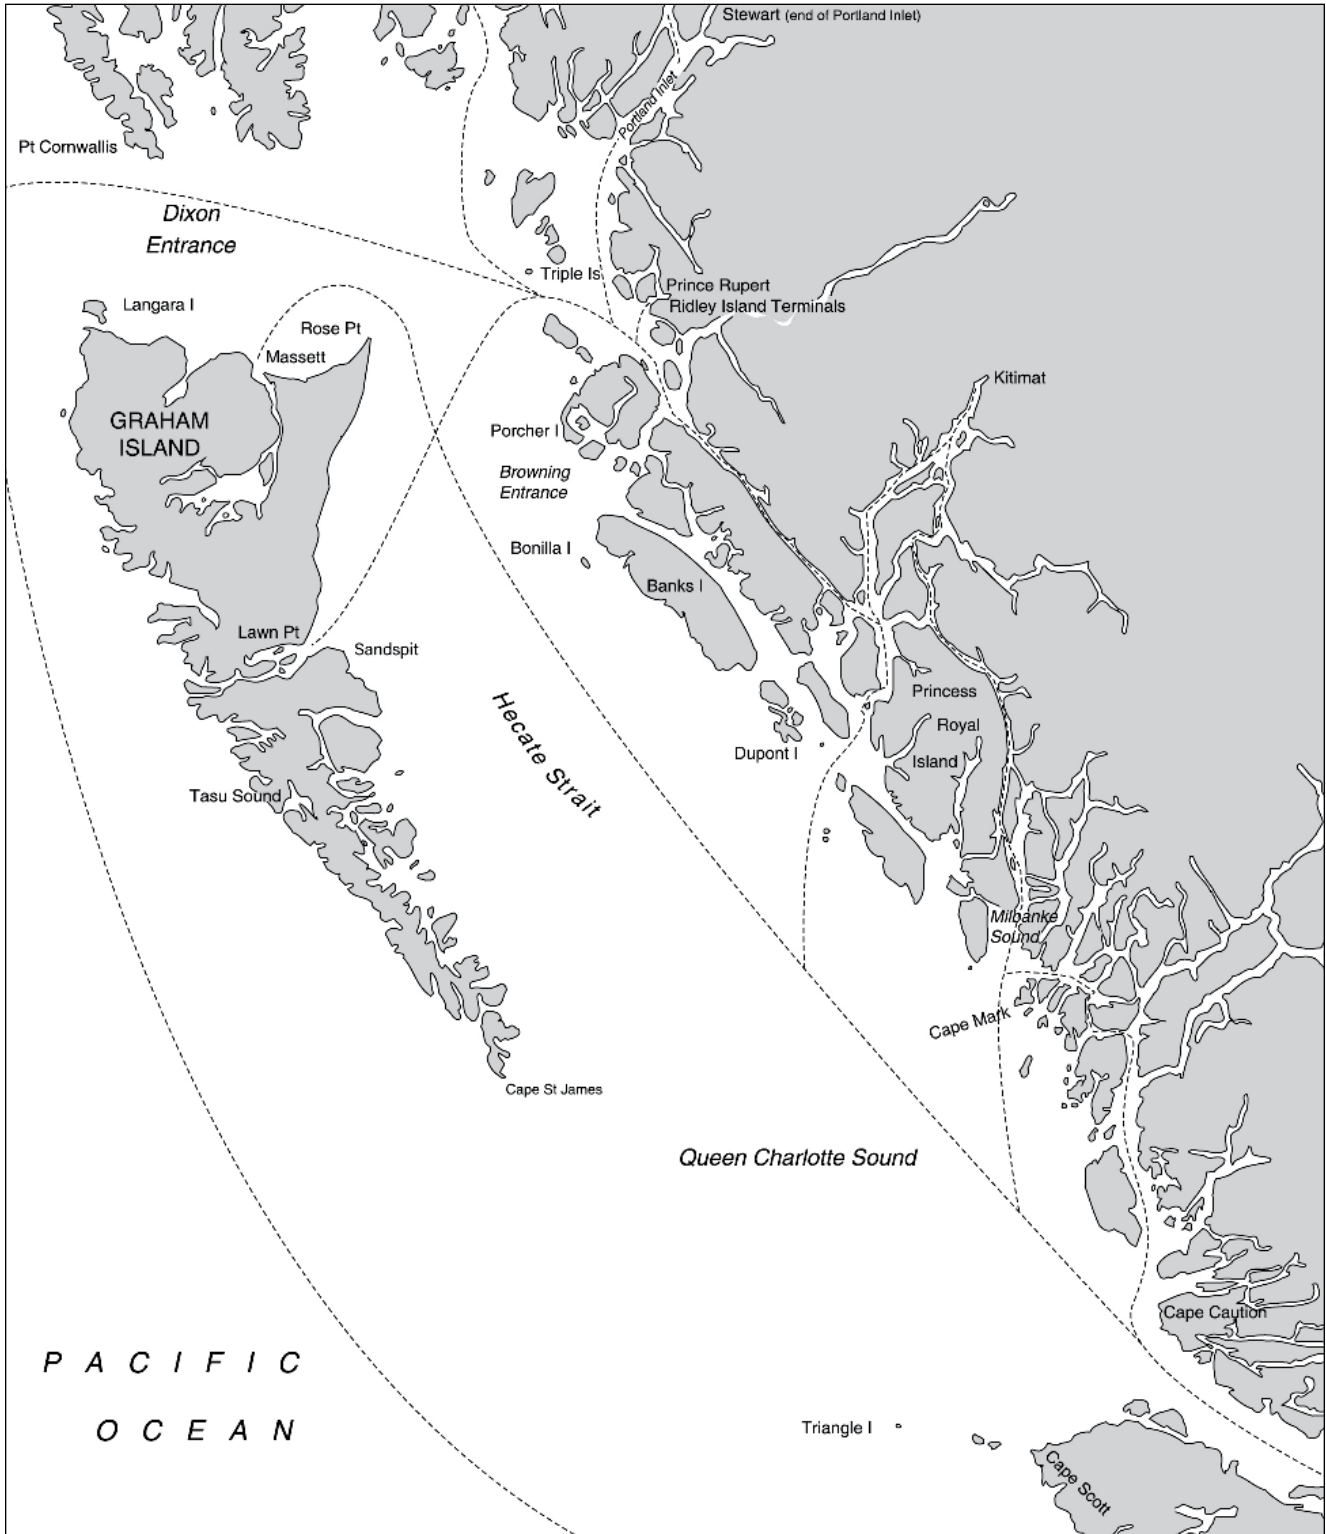 Stewart (end of Portland Inlet)
Portland Inlet
Pt Cornwallis
Dixon
Entrance
Triple Is
Prince Rupert
Ridley Island Terminals
Langara I
Rose Pt
Massett
Kitimat
GRAHAM
ISLAND
Porcher I
Browning
Entrance
Bonilla I
Banks I
Lawn Pt
Sandspit
Princess
Royal
Island
Hecate Strait
Dupont I
Tasu Sound
Milbanke
Sound
Cape Mark
Cape St James
Queen Charlotte Sound
Cape Caution
PACIFIC
OCEAN
Triangle I
Cape Scott